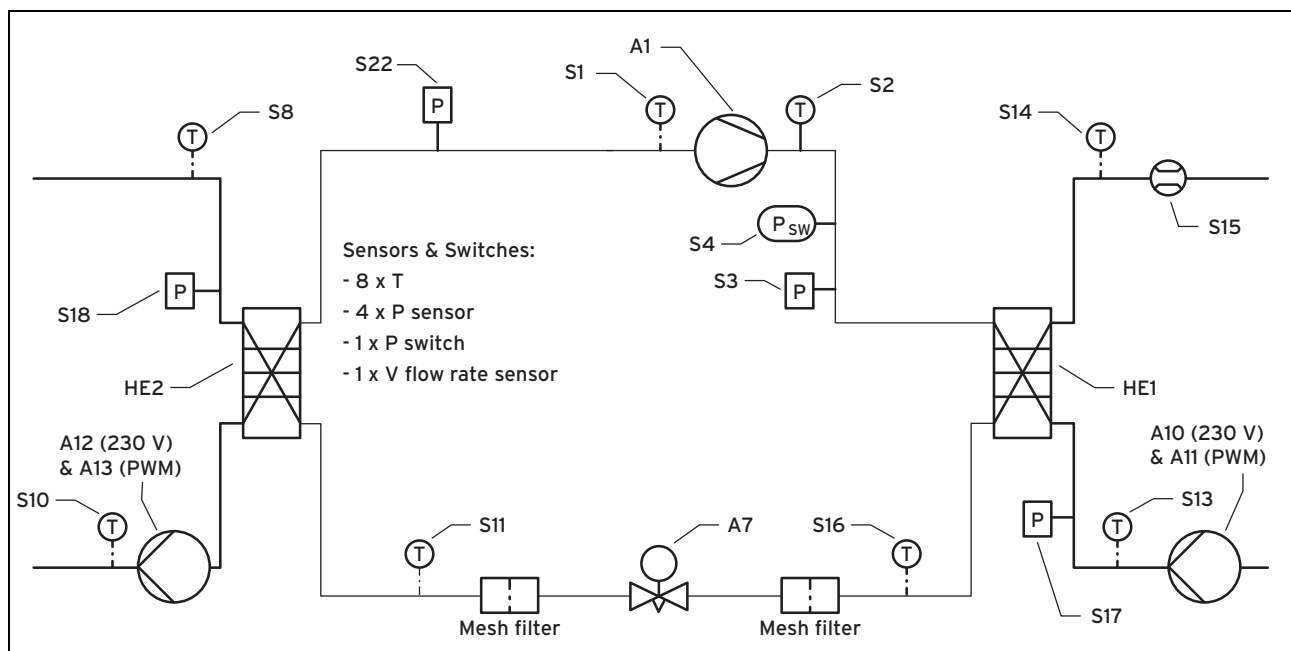 A1
S22
S1
S2
S8
S14
T
P
T
T
T
T
S15
P SW
S4
Sensors & Switches:
- 8 x T
- 4 x P sensor
- 1 x P switch
- 1 x V flow rate sensor
S3
P
P
S18
HE2
HE1
A12 (230 V)
& A13 (PWM)
A10 (230 V)
& A11 (PWM)
S10
S11
A7
S16
S13
T
T
T
P
T
S17
Mesh filter
Mesh filter